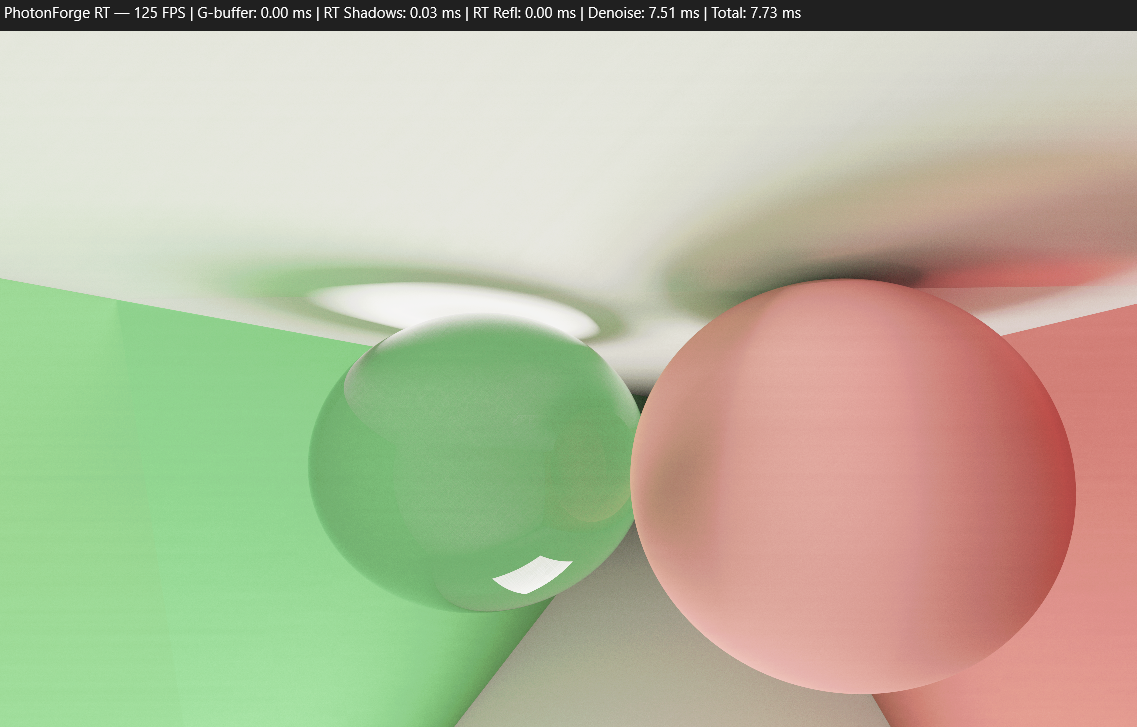 PhotonForge RT — 125 FPS | G-buffer: 0.00 ms | RT Shadows: 0.03 ms | RT Refl: 0.00 ms | Denoise: 7.51 ms | Total: 7.73 ms